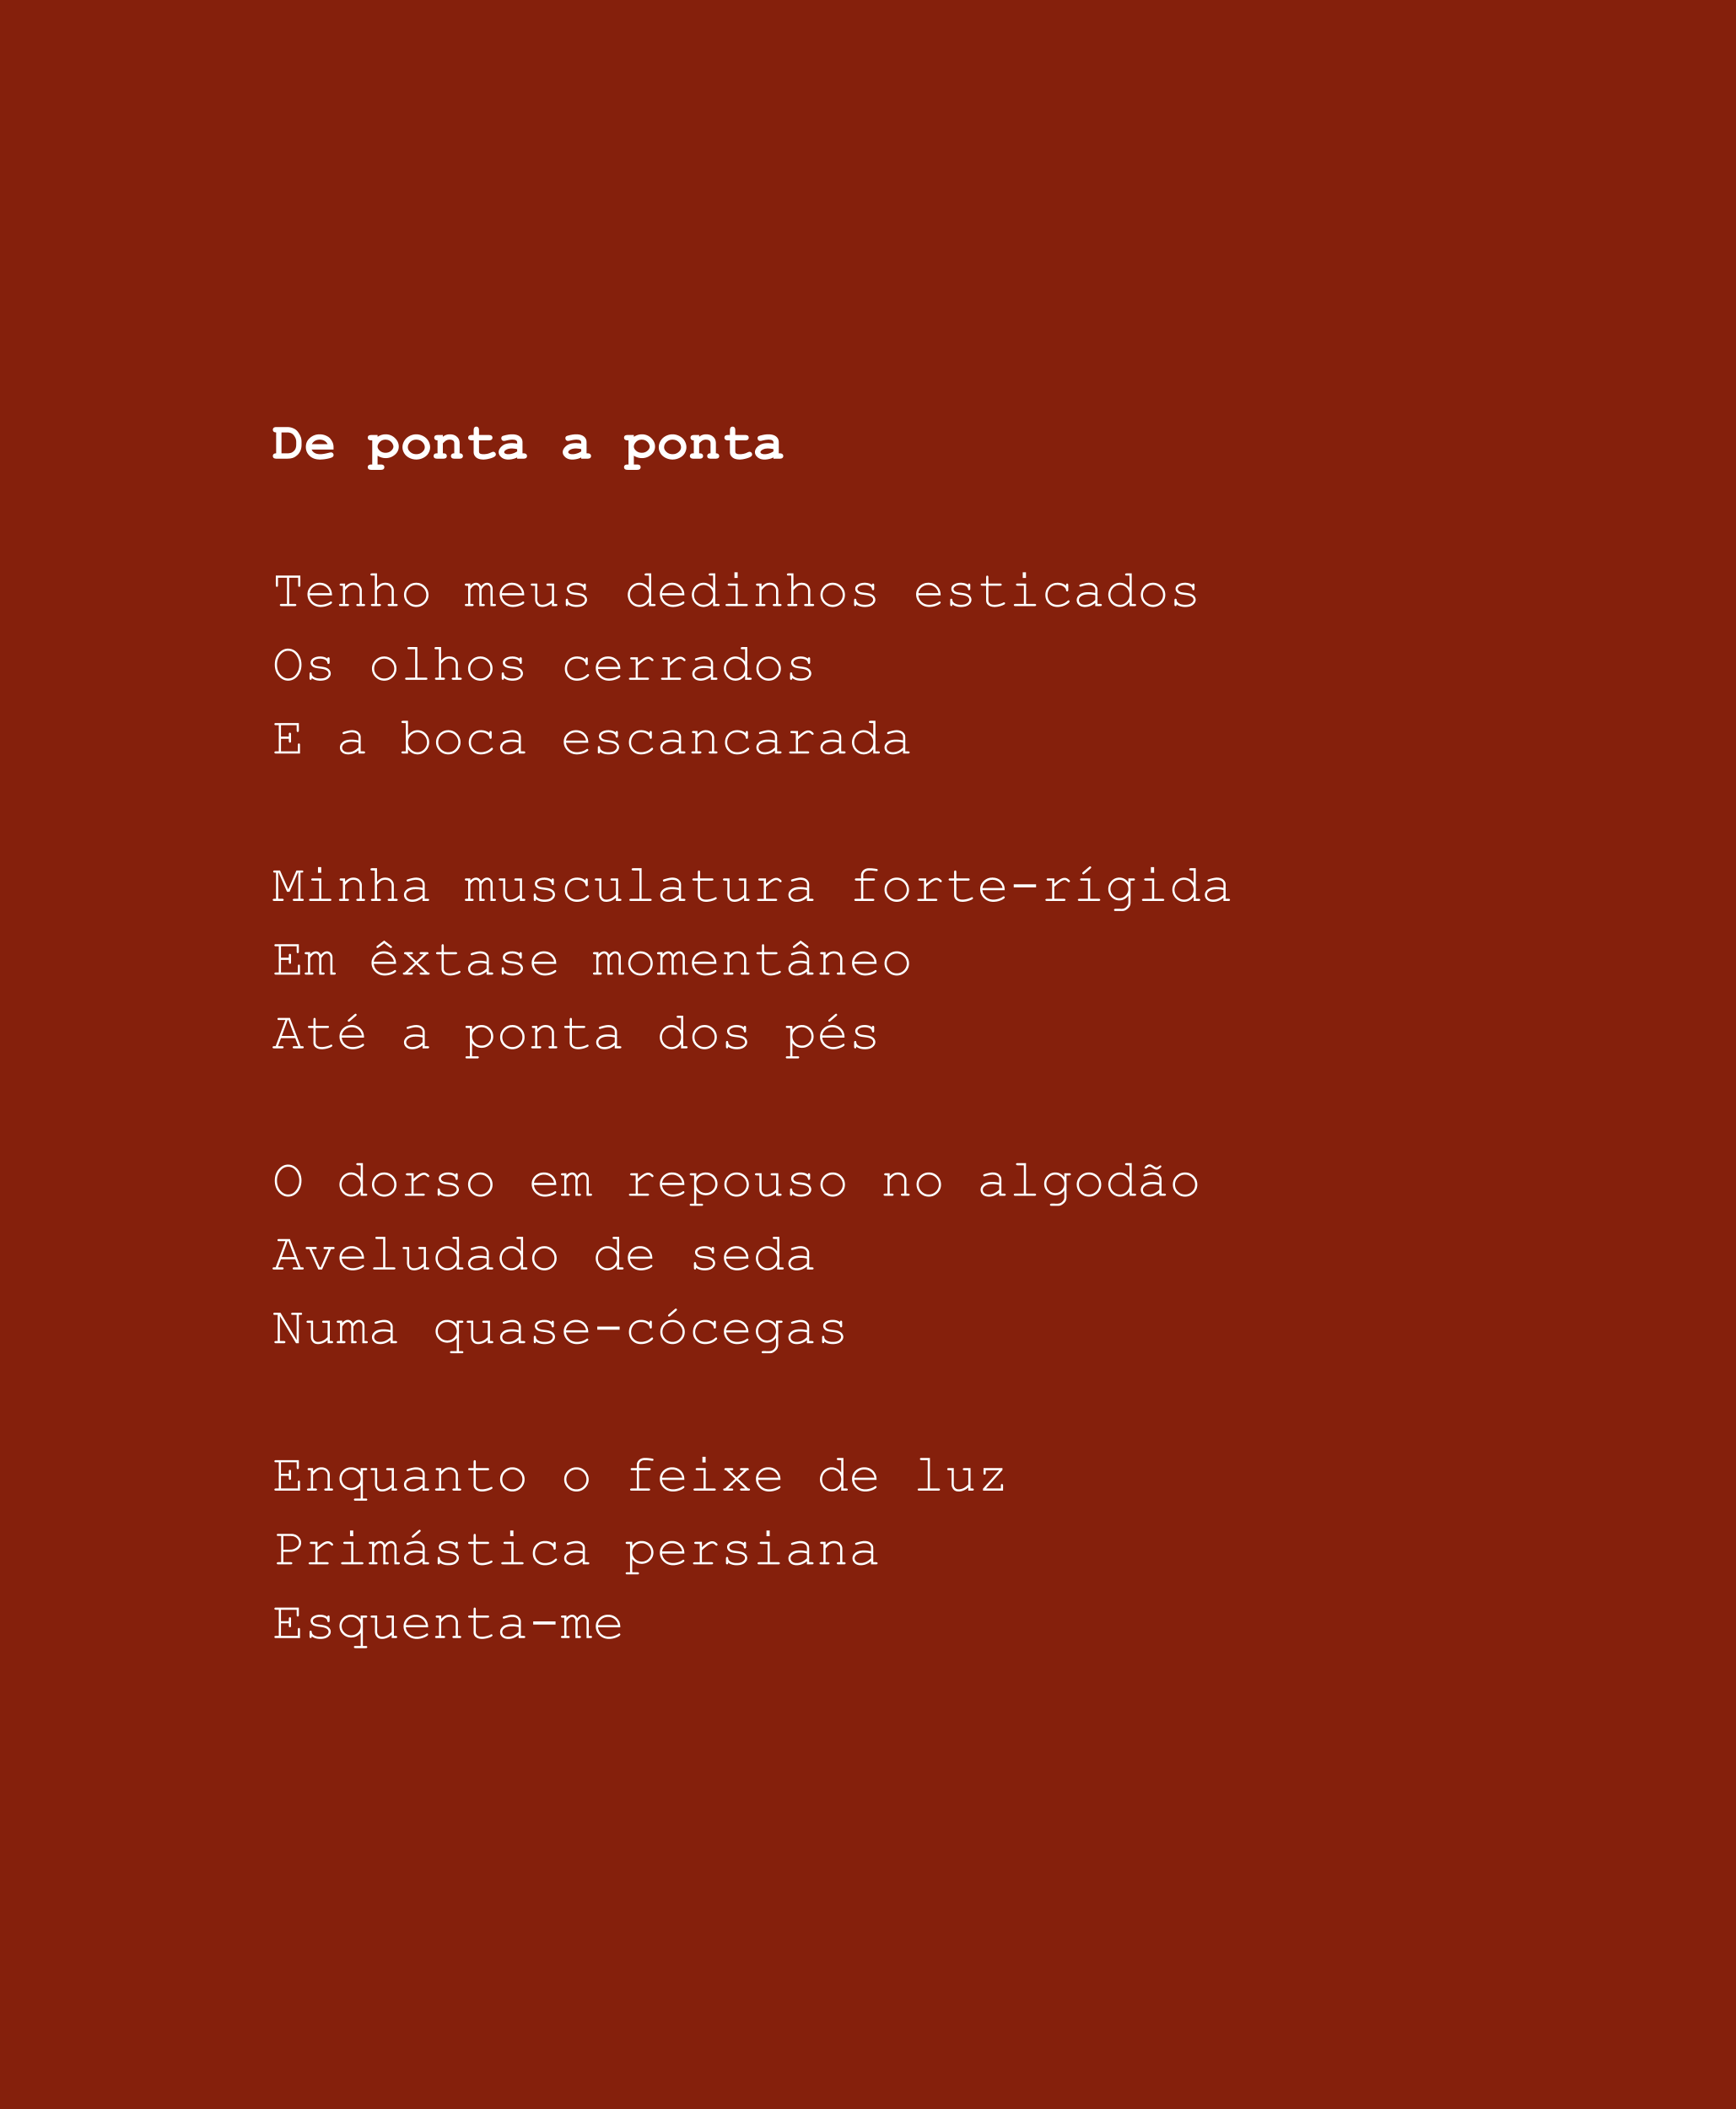 De ponta a ponta
Tenho meus dedinhos esticados
Os olhos cerrados
E a boca escancarada
Minha musculatura forte-rígida
Em êxtase momentâneo
Até a ponta dos pés
O dorso em repouso no algodão
Aveludado de seda
Numa quase-cócegas
Enquanto o feixe de luz
Primástica persiana
Esquenta-me